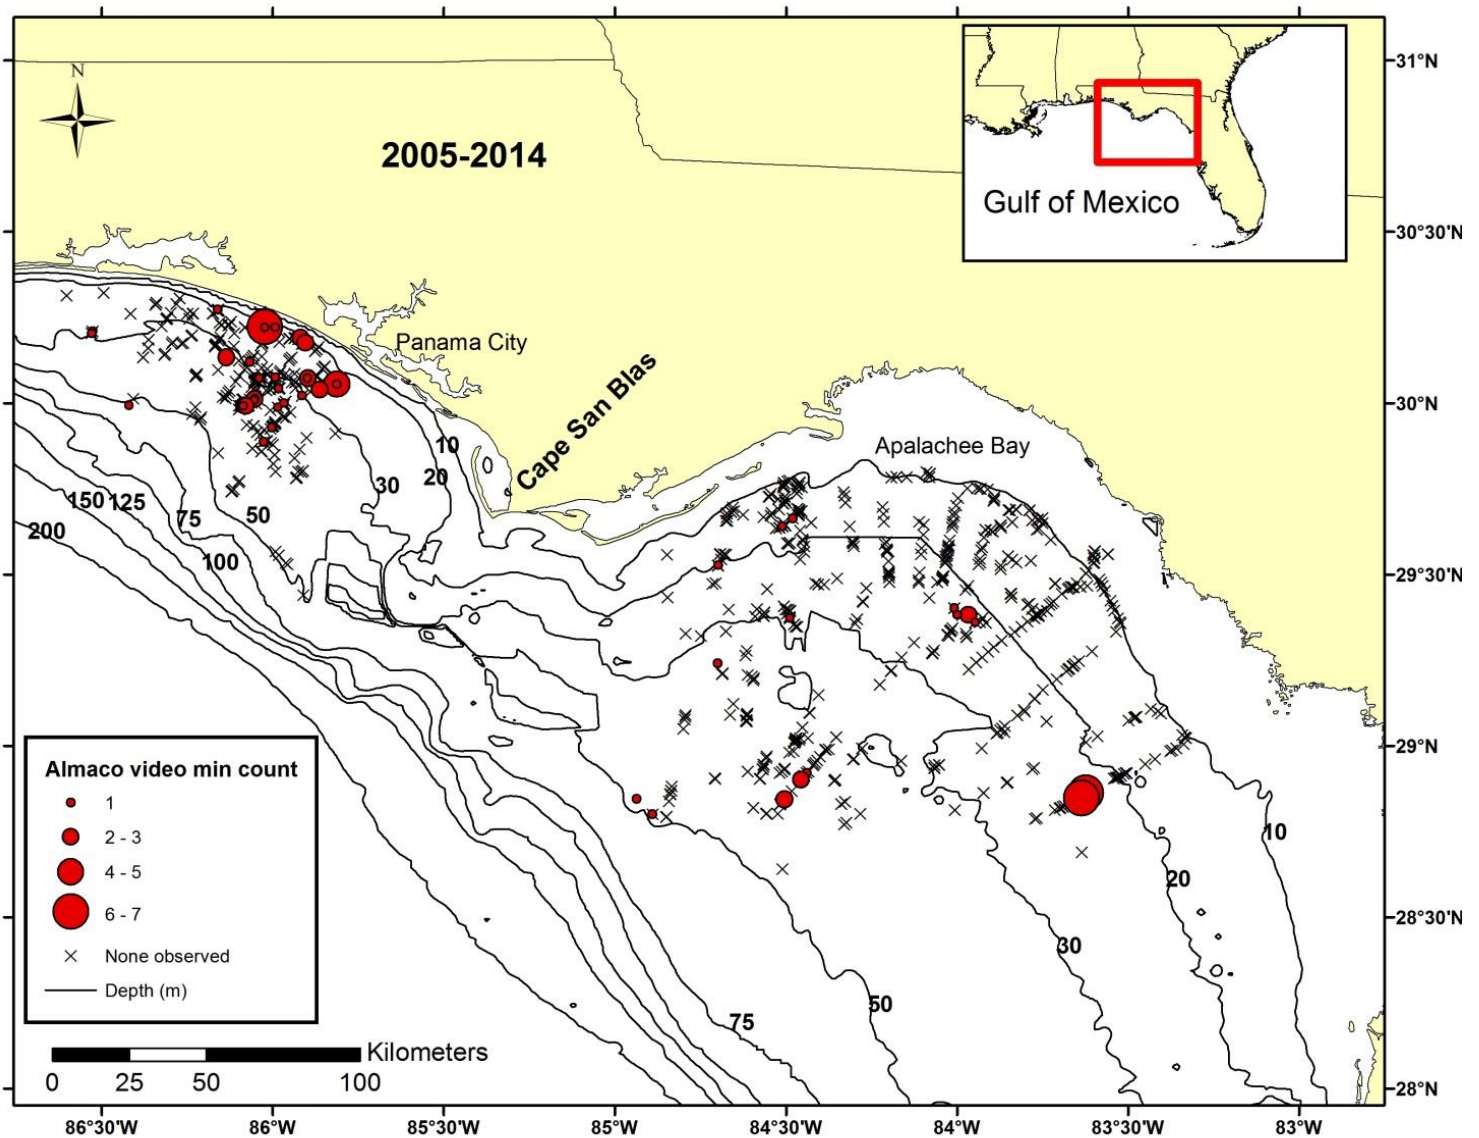 N
2005-2014
Gulf of Mexico
31°N
30°30'N
30°N
29°30'N
29°N
28°30'N
28°N
Panama City
Cape San Blas
Apalachee Bay
10
20
30
50
75
100
125
150
200
10
20
30
50
75
Almaco video min count
1
2 - 3
4 - 5
6 - 7
None observed
Depth (m)
Kilometers
0 25 50 100
86°30'W 86°W 85°30'W 85°W 84°30'W 84°W 83°30'W 83°W